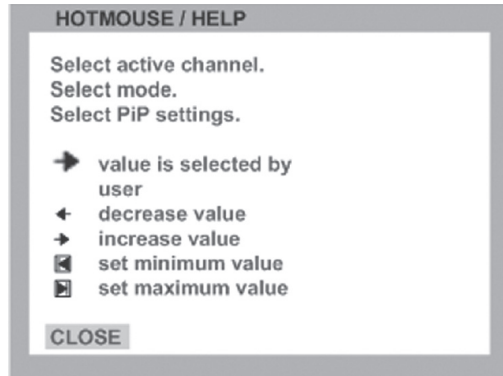 HOTMOUSE / HELP
Select active channel.
Select mode.
Select PiP settings.
value is selected by
user
decrease value
increase value
set minimum value
set maximum value
CLOSE